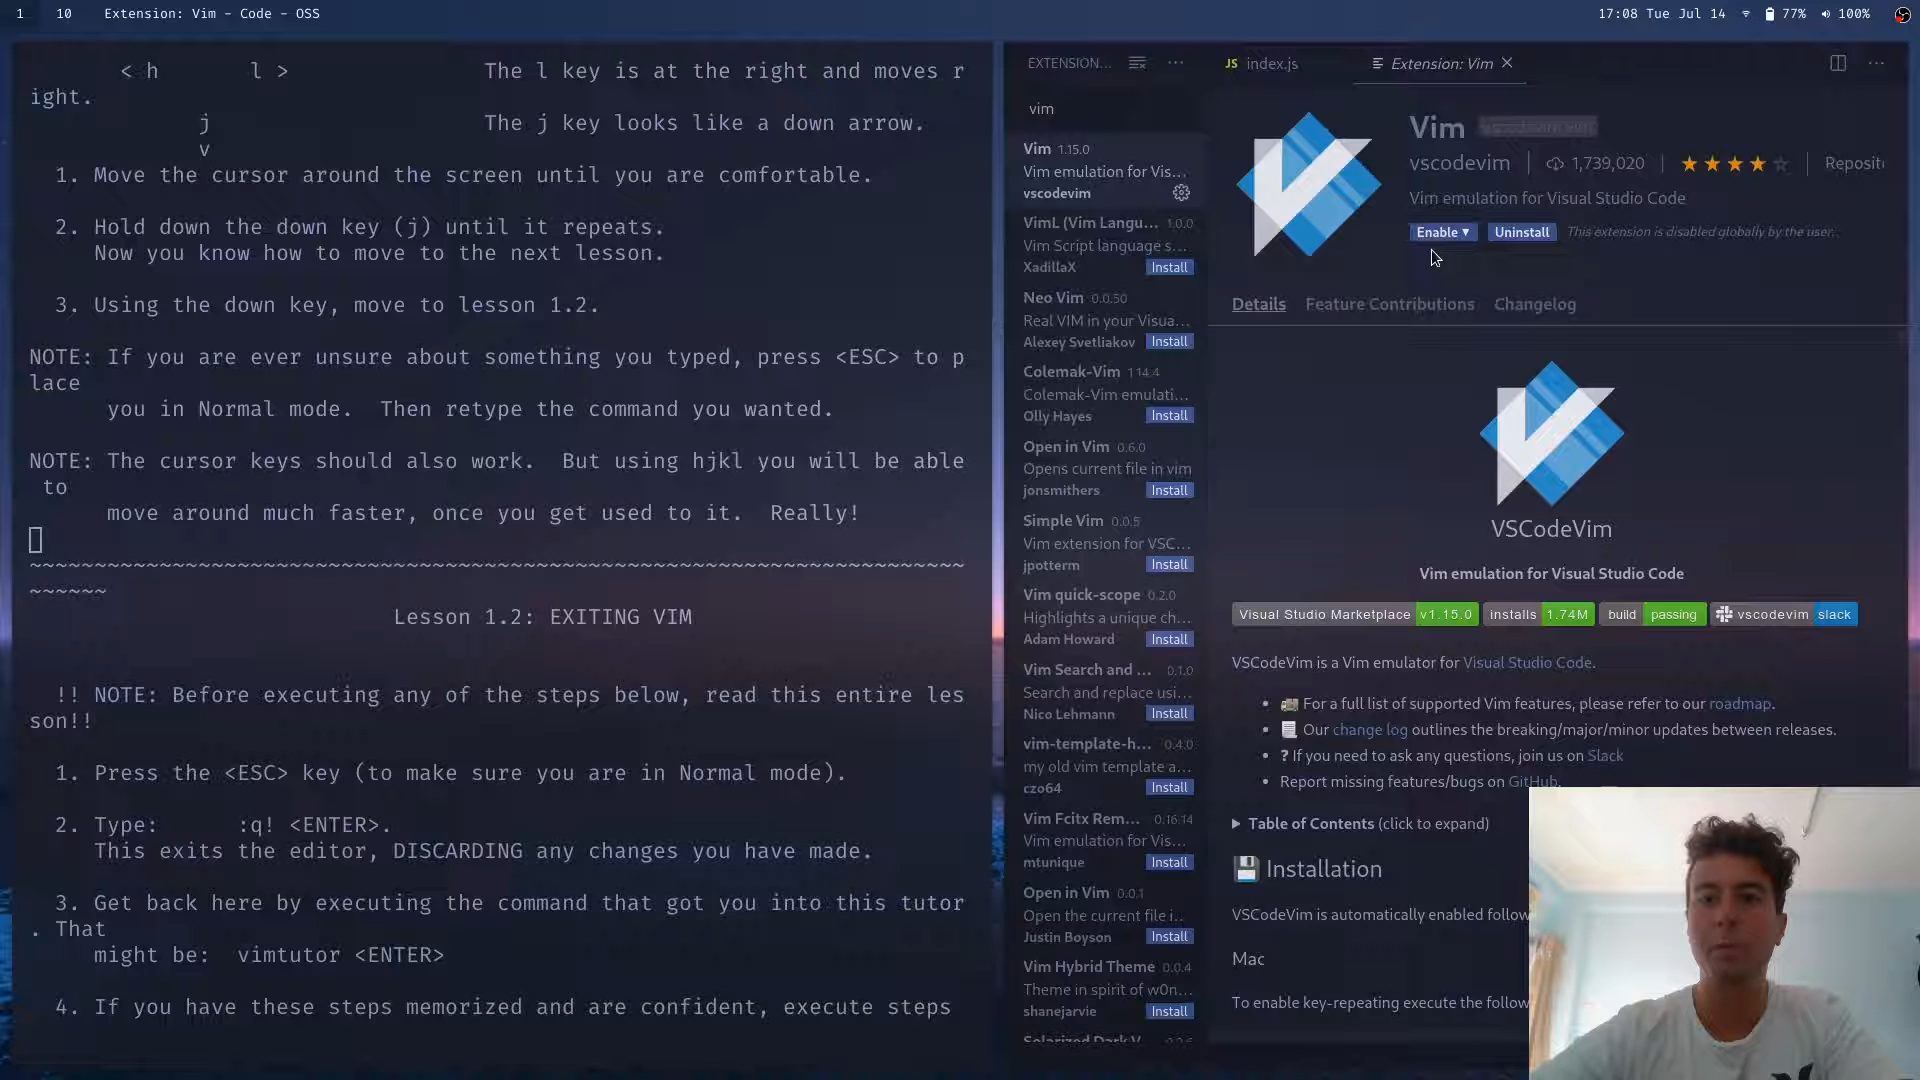 1 10 Extension: Vim - Code - OSS
17:08 Tue Jul 14 77% 100%
< h l > The l key is at the right and moves r
ight.
j The j key looks like a down arrow.
v
1. Move the cursor around the screen until you are comfortable.
2. Hold down the down key (j) until it repeats.
Now you know how to move to the next lesson.
3. Using the down key, move to lesson 1.2.
NOTE: If you are ever unsure about something you typed, press <ESC> to p
lace
you in Normal mode. Then retype the command you wanted.
NOTE: The cursor keys should also work. But using hjkl you will be able
to
move around much faster, once you get used to it. Really!
~~~~~~~~~~~~~~~~~~~~~~~~~~~~~~~~~~~~~~~~~~~~~~~~~~~~~~~~~~~~~~~~~~~~~~~~
~~~~~~
Lesson 1.2: EXITING VIM
!! NOTE: Before executing any of the steps below, read this entire les
son!!
1. Press the <ESC> key (to make sure you are in Normal mode).
2. Type: :q! <ENTER>.
This exits the editor, DISCARDING any changes you have made.
3. Get back here by executing the command that got you into this tutor
. That
might be: vimtutor <ENTER>
4. If you have these steps memorized and are confident, execute steps
EXTENSION...
vim
Vim 1.15.0
Vim emulation for Vis...
vscodevim
VimL (Vim Langu... 1.0.0
Vim Script language s...
XadillaX Install
Neo Vim 0.0.50
Real VIM in your Visua...
Alexey Svetliakov Install
Colemak-Vim 1.14.4
Colemak-Vim emulati...
Olly Hayes Install
Open in Vim 0.6.0
Opens current file in vim
jonsmithers Install
Simple Vim 0.0.5
Vim extension for VSC...
jpotterm Install
Vim quick-scope 0.2.0
Highlights a unique ch...
Adam Howard Install
Vim Search and ... 0.1.0
Search and replace usi...
Nico Lehmann Install
vim-template-h... 0.4.0
my old vim template a...
czo64 Install
Vim Fcitx Rem... 0.16.14
Vim emulation for Vis...
mtunique Install
Open in Vim 0.0.1
Open the current file i...
Justin Boyson Install
Vim Hybrid Theme 0.0.4
Theme in spirit of w0n...
shanejarvie Install
Solarized Dark V...
JS index.js Extension: Vim
Vim
vscodevim 1,739,020 Reposit
Vim emulation for Visual Studio Code
Enable Uninstall This extension is disabled globally by the user.
Details Feature Contributions Changelog
VSCodeVim
Vim emulation for Visual Studio Code
Visual Studio Marketplace v1.15.0 installs 1.74M build passing vscodevim slack
VSCodeVim is a Vim emulator for Visual Studio Code.
For a full list of supported Vim features, please refer to our roadmap.
Our change log outlines the breaking/major/minor updates between releases.
? If you need to ask any questions, join us on Slack
Report missing features/bugs on GitHub.
Table of Contents (click to expand)
Installation
VSCodeVim is automatically enabled follow
Mac
To enable key-repeating execute the follow